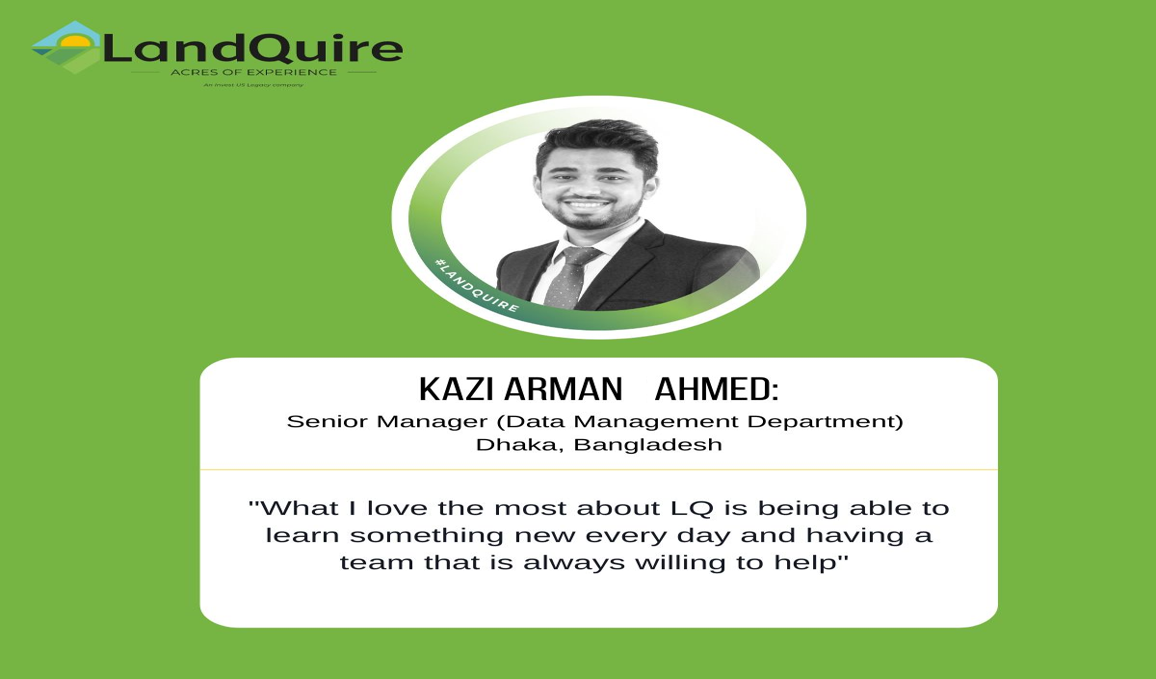 LandQuire
ACRES OF EXPERIENCE
An Invest US Legacy company
#LANDQUIRE
KAZI ARMAN AHMED:
Senior Manager (Data Management Department)
Dhaka, Bangladesh
"What I love the most about LQ is being able to
learn something new every day and having a
team that is always willing to help"